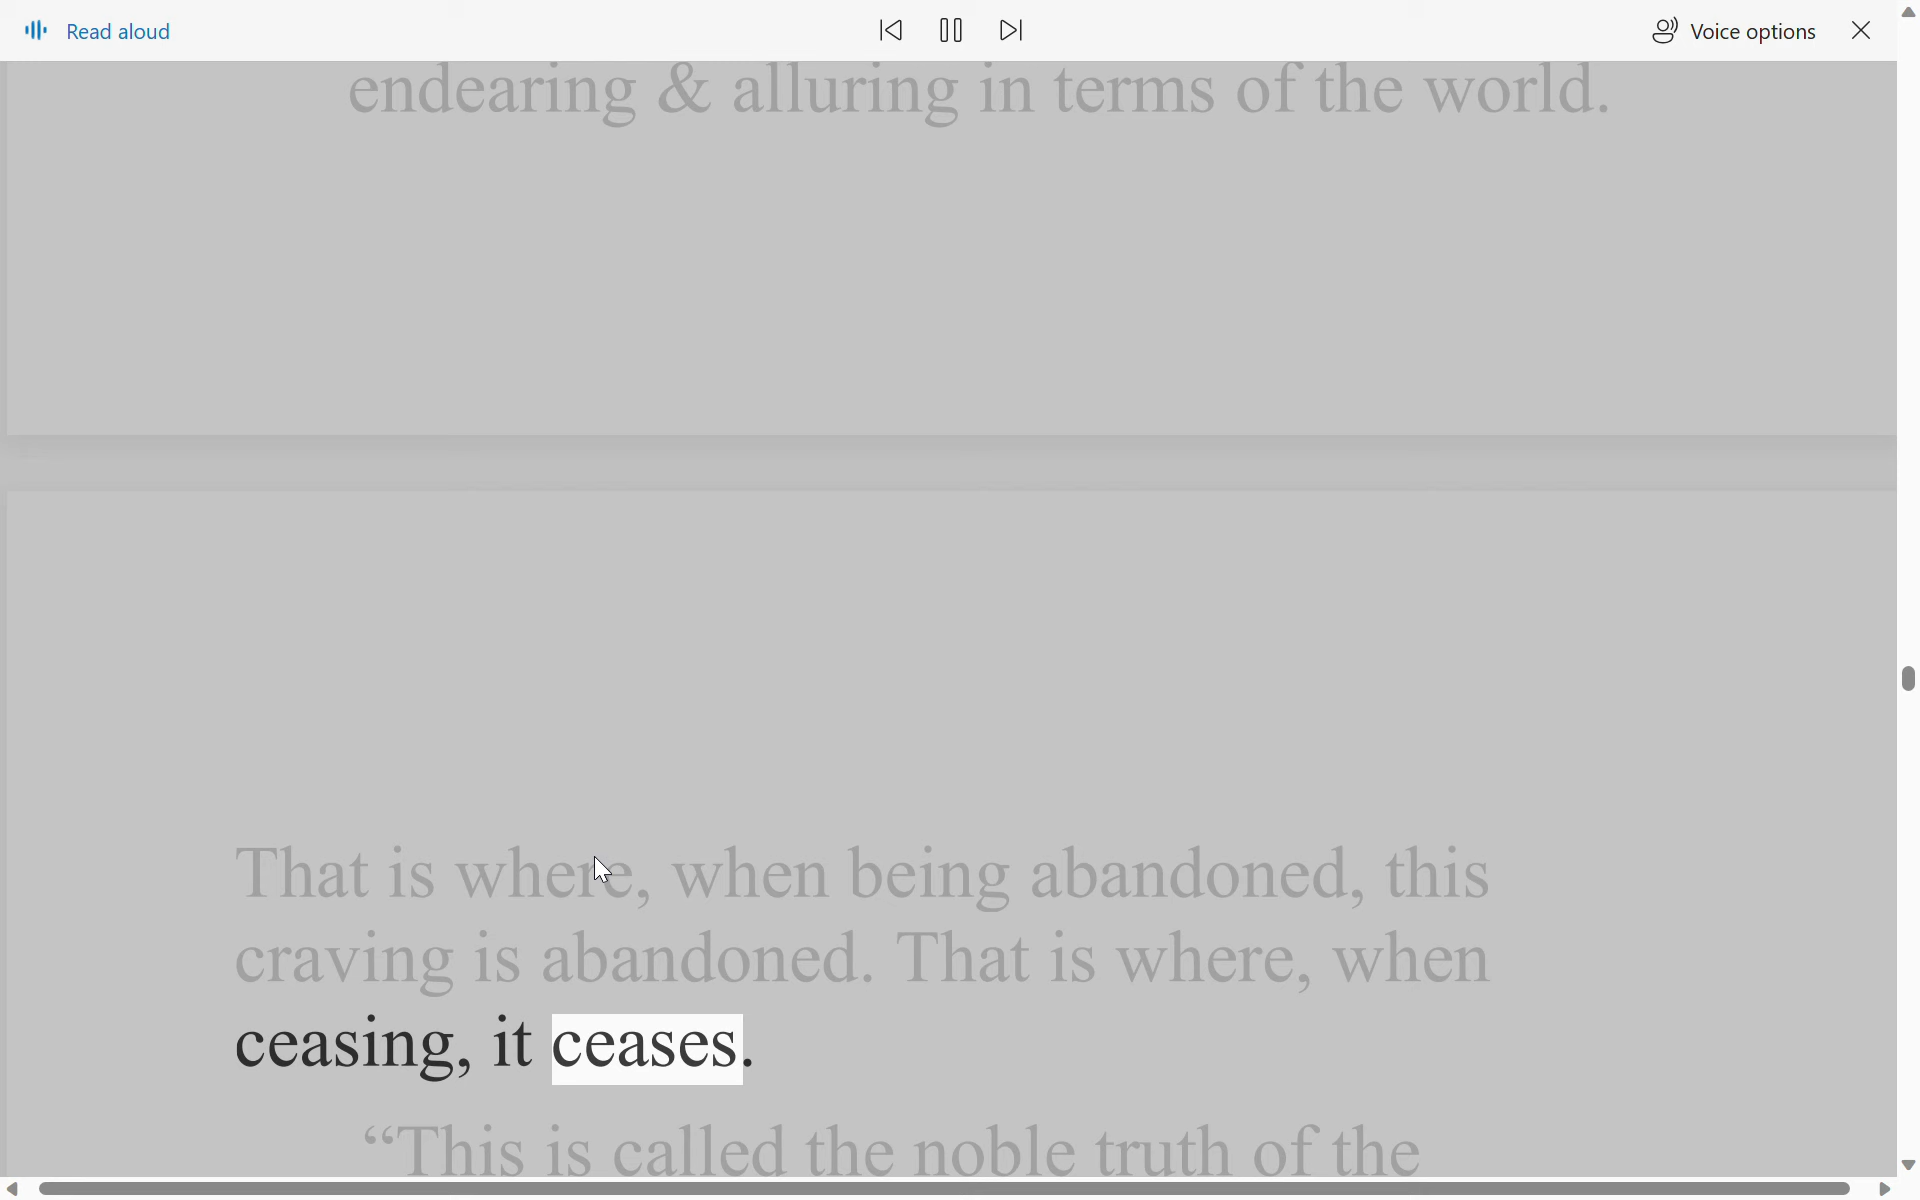 Read aloud
Voice options
endearing & alluring in terms of the world.
That is where, when being abandoned, this
craving is abandoned. That is where, when
ceasing, it ceases.
“This is called the noble truth of the